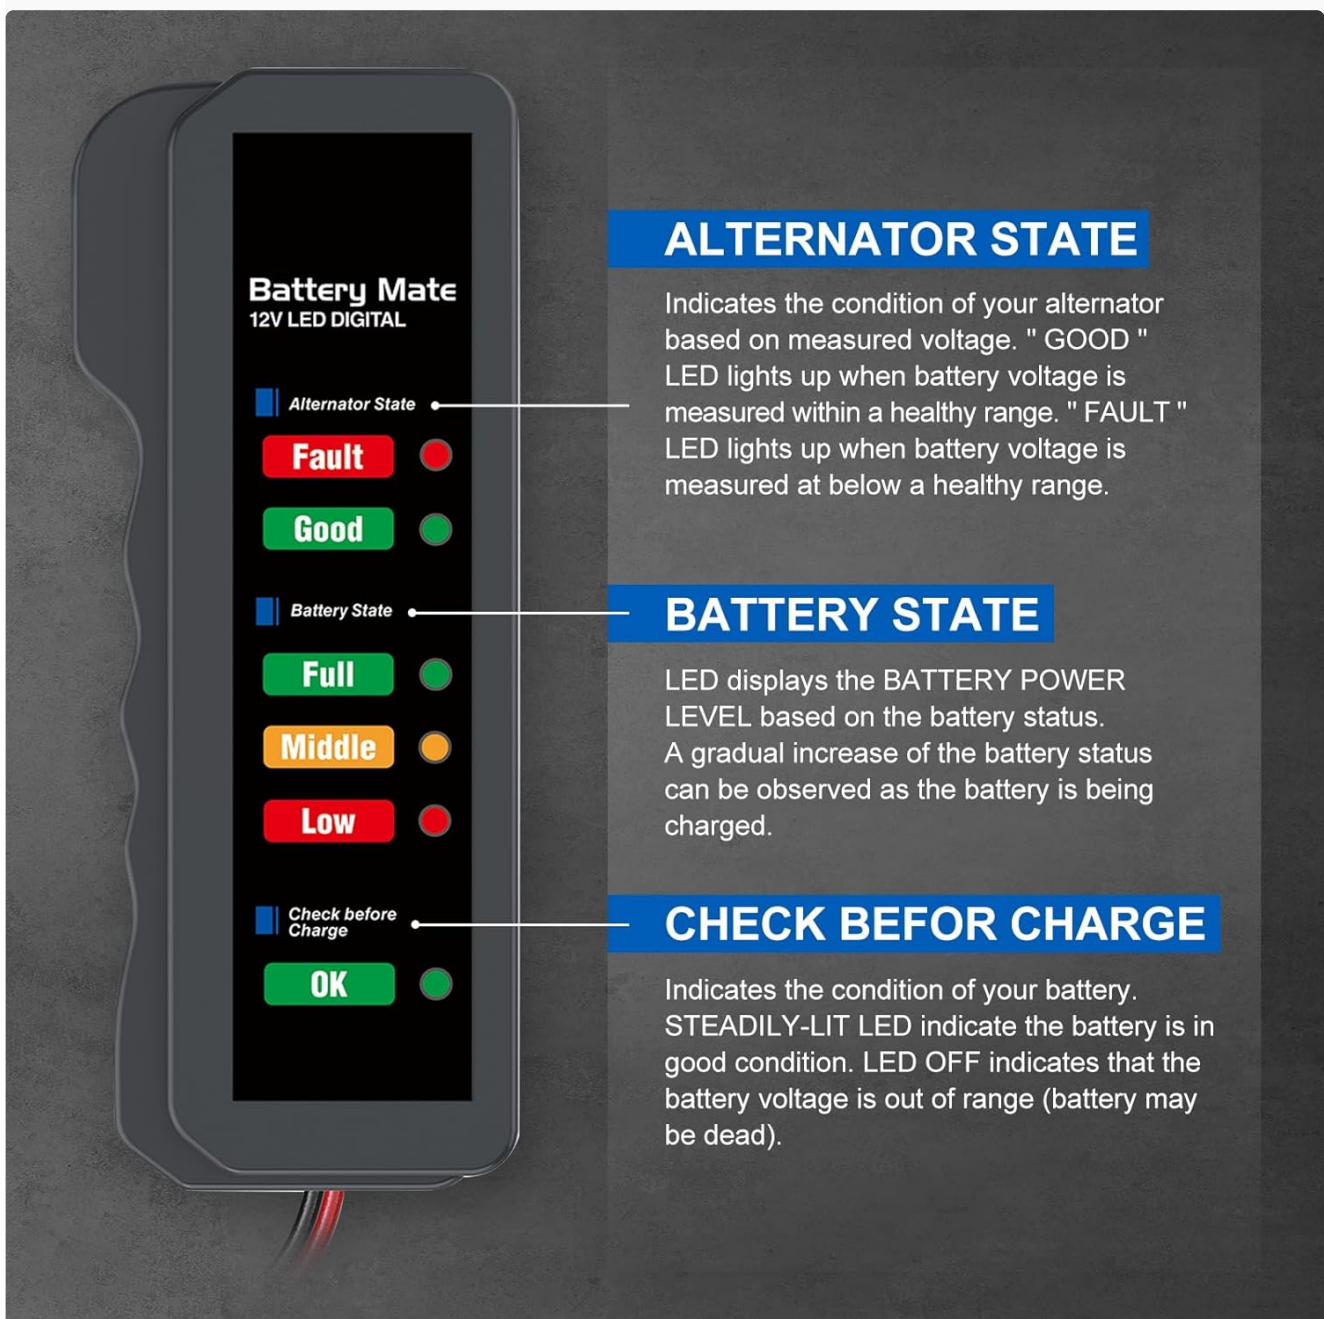 Battery Mate
12V LED DIGITAL
Alternator State
Fault
Good
Battery State
Full
Middle
Low
Check before
Charge
OK
ALTERNATOR STATE
Indicates the condition of your alternator
based on measured voltage. " GOOD "
LED lights up when battery voltage is
measured within a healthy range. " FAULT "
LED lights up when battery voltage is
measured at below a healthy range.
BATTERY STATE
LED displays the BATTERY POWER
LEVEL based on the battery status.
A gradual increase of the battery status
can be observed as the battery is being
charged.
CHECK BEFOR CHARGE
Indicates the condition of your battery.
STEADILY-LIT LED indicate the battery is in
good condition. LED OFF indicates that the
battery voltage is out of range (battery may
be dead).